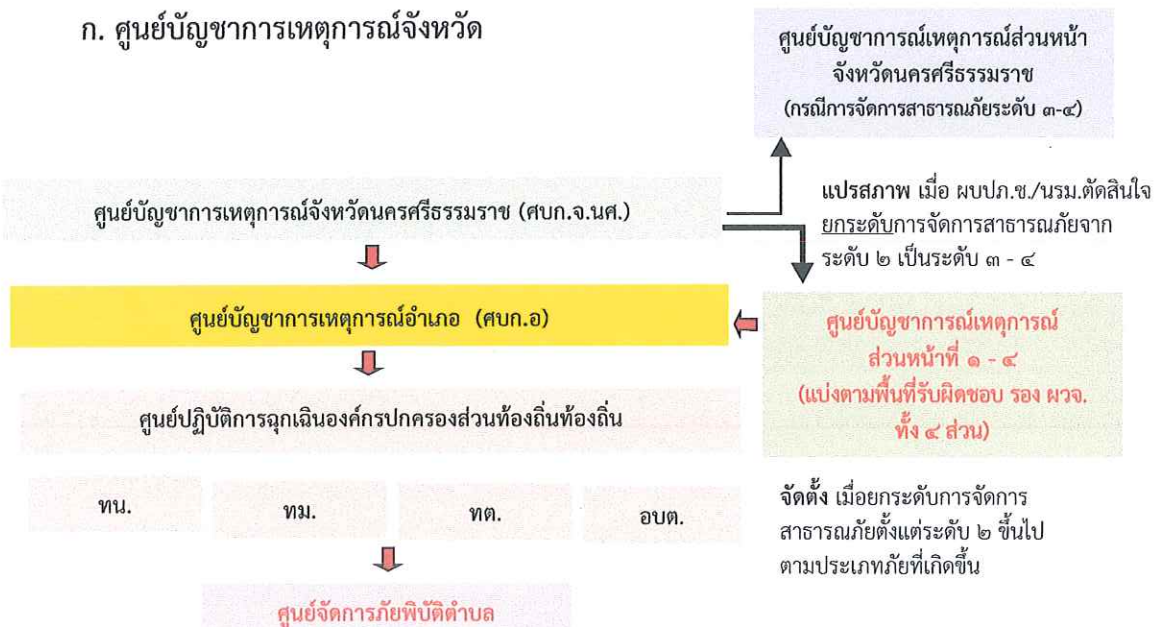 ก. ศูนย์บัญชาการเหตุการณ์จังหวัด
ศูนย์บัญชาการณ์เหตุการณ์ส่วนหน้า
จังหวัดนครศรีธรรมราช
(กรณีการจัดการสาธารณภัยระดับ ๓-๔)
แปรสภาพ เมื่อ ผบปภ.ช./นรม.ตัดสินใจ
ยกระดับการจัดการสาธารณภัยจาก
ระดับ ๒ เป็นระดับ ๓ - ๔
ศูนย์บัญชาการเหตุการณ์จังหวัดนครศรีธรรมราช (ศบก.จ.นศ.)
ศูนย์บัญชาการเหตุการณ์อำเภอ (ศบก.อ)
ศูนย์บัญชาการณ์เหตุการณ์
ส่วนหน้าที่ ๑ - ๔
(แบ่งตามพื้นที่รับผิดชอบ รอง ผวจ.
ทั้ง ๔ ส่วน)
ศูนย์ปฏิบัติการฉุกเฉินองค์กรปกครองส่วนท้องถิ่นท้องถิ่น
ทน.
ทม.
ทต.
อบต.
จัดตั้ง เมื่อยกระดับการจัดการ
สาธารณภัยตั้งแต่ระดับ ๒ ขึ้นไป
ตามประเภทภัยที่เกิดขึ้น
ศูนย์จัดการภัยพิบัติตำบล